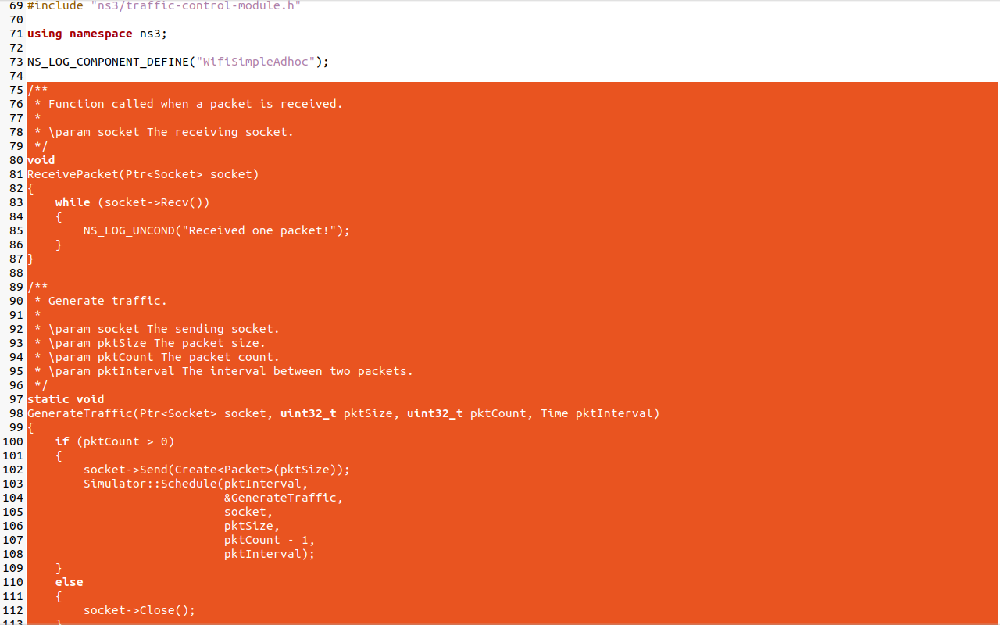 69 #include "ns3/traffic-control-module.h"
70
71 using namespace ns3;
72
73 NS_LOG_COMPONENT_DEFINE("WifiSimpleAdhoc");
74
75 /**
76  * Function called when a packet is received.
77  *
78  * \param socket The receiving socket.
79  */
80 void
81 ReceivePacket(Ptr<Socket> socket)
82 {
83     while (socket->Recv())
84     {
85         NS_LOG_UNCOND("Received one packet!");
86     }
87 }
88
89 /**
90  * Generate traffic.
91  *
92  * \param socket The sending socket.
93  * \param pktSize The packet size.
94  * \param pktCount The packet count.
95  * \param pktInterval The interval between two packets.
96  */
97 static void
98 GenerateTraffic(Ptr<Socket> socket, uint32_t pktSize, uint32_t pktCount, Time pktInterval)
99 {
100     if (pktCount > 0)
101     {
102         socket->Send(Create<Packet>(pktSize));
103         Simulator::Schedule(pktInterval,
104                             &GenerateTraffic,
105                             socket,
106                             pktSize,
107                             pktCount - 1,
108                             pktInterval);
109     }
110     else
111     {
112         socket->Close();
113     }